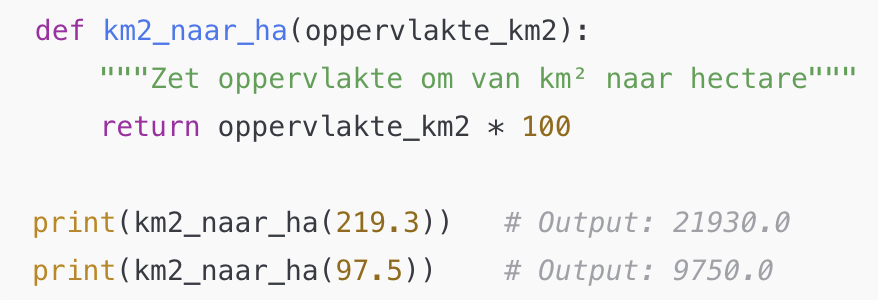 def km2_naar_ha(oppervlakte_km2):
    """Zet oppervlakte om van km² naar hectare"""
    return oppervlakte_km2 * 100

print(km2_naar_ha(219.3))   # Output: 21930.0
print(km2_naar_ha(97.5))    # Output: 9750.0